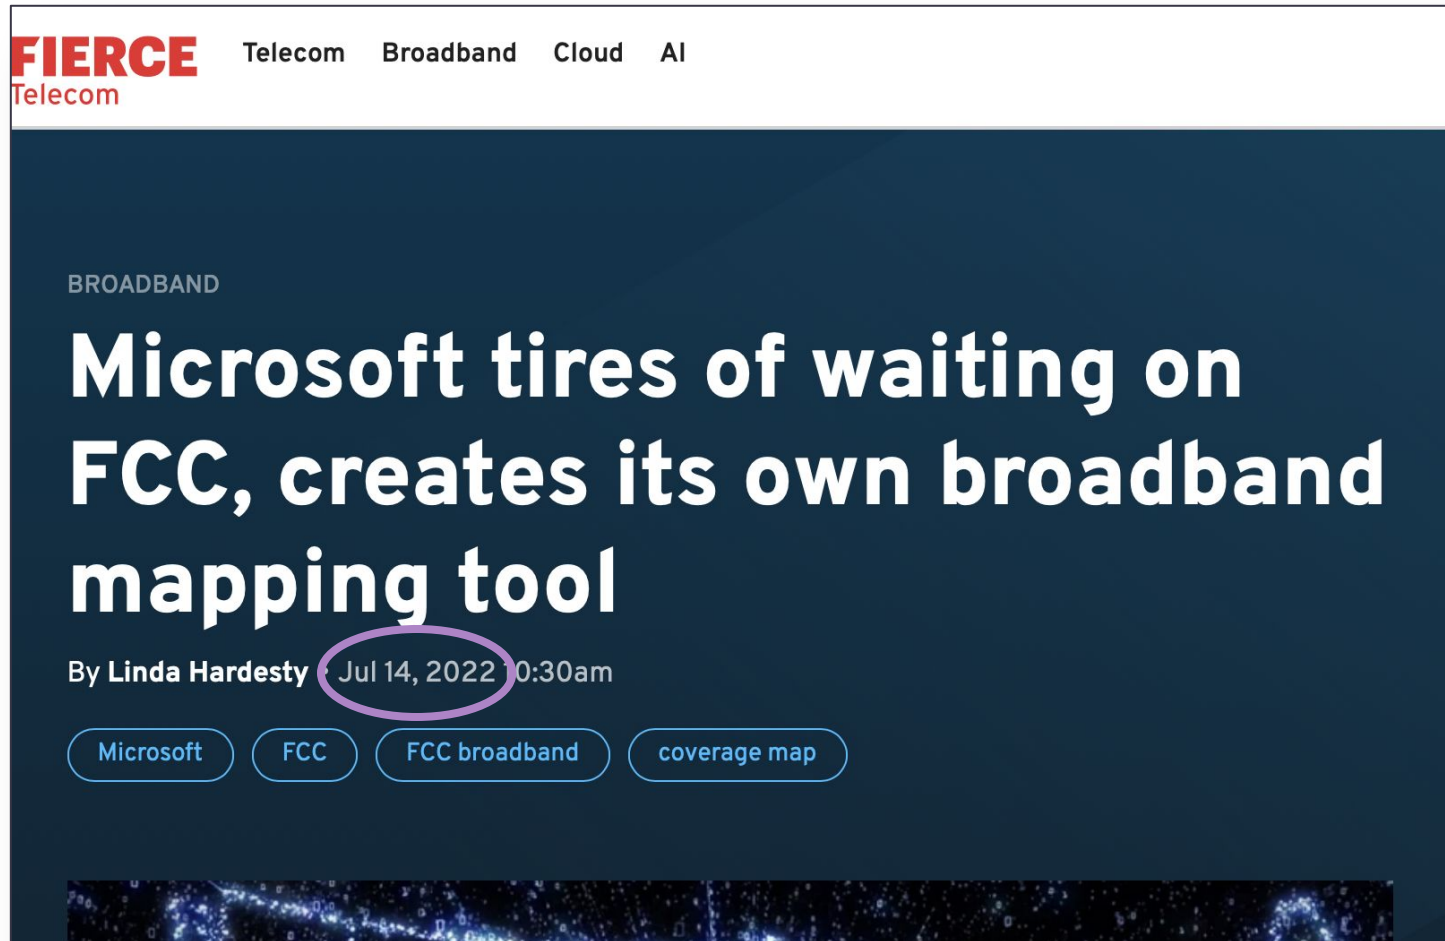 FIERCE
Telecom
Telecom Broadband Cloud AI
BROADBAND
Microsoft tires of waiting on
FCC, creates its own broadband
mapping tool
By Linda Hardesty • Jul 14, 2022 10:30am
Microsoft FCC FCC broadband coverage map